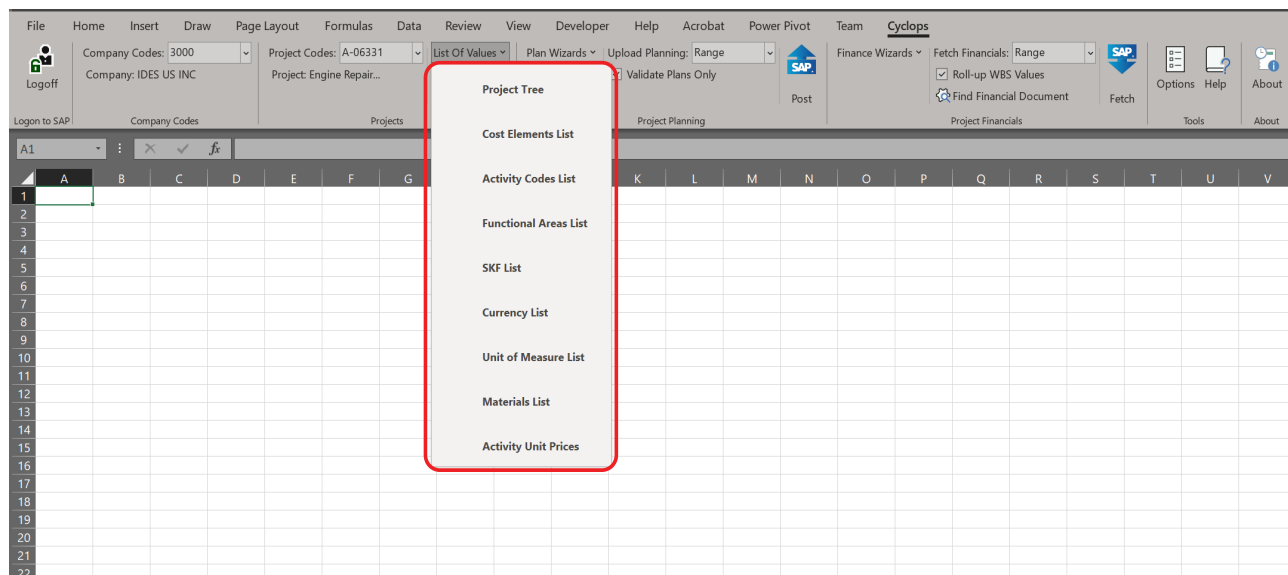 File Home Insert Draw Page Layout Formulas Data Review View Developer Help Acrobat Power Pivot Team Cyclops
Company Codes: 3000 Project Codes: A-06331 List Of Values Plan Wizards Upload Planning: Range SAP Finance Wizards Fetch Financials: Range SAP
Company: IDES US INC Project: Engine Repair... Validate Plans Only Roll-up WBS Values
Logoff Options Help About
Post Find Financial Document Fetch
Logon to SAP Company Codes Projects Project Planning Project Financials Tools About
Project Tree
Cost Elements List
Activity Codes List
Functional Areas List
SKF List
Currency List
Unit of Measure List
Materials List
Activity Unit Prices
A1 fx
A B C D E F G K L M N O P Q R S T U V
1
2
3
4
5
6
7
8
9
10
11
12
13
14
15
16
17
18
19
20
21
22